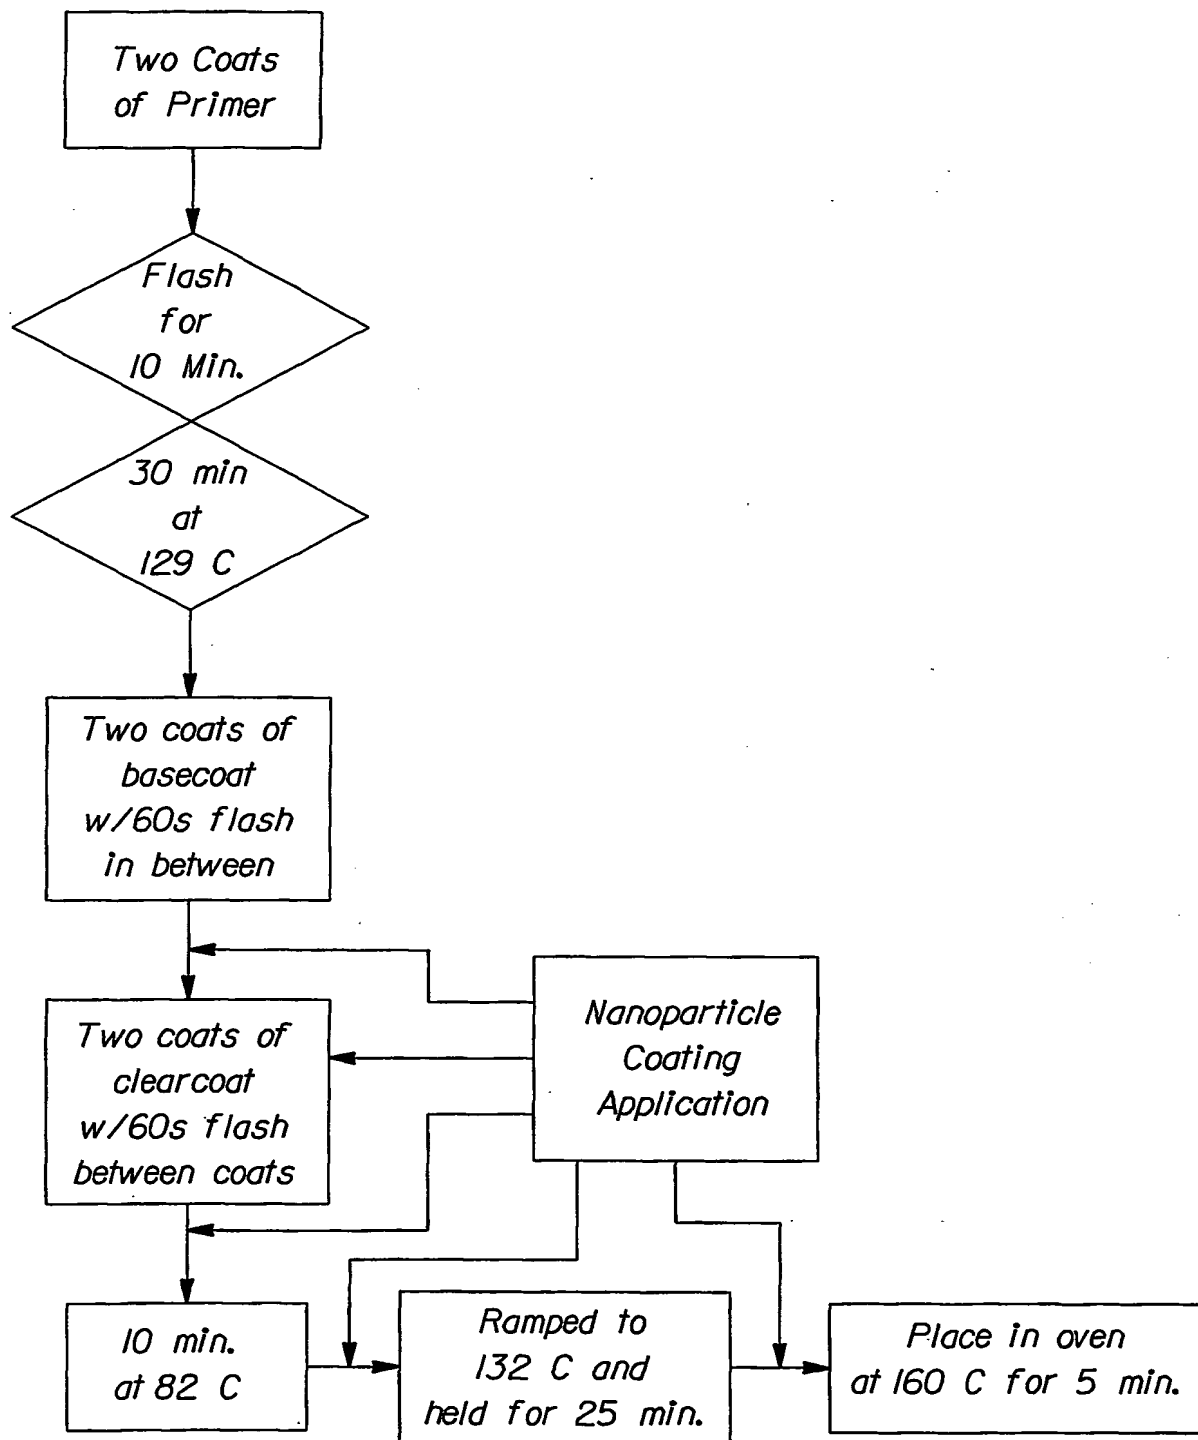 Two Coats
of Primer
Flash
for
10 Min.
30 min
at
129 C
Two coats of
basecoat
w/60s flash
in between
Two coats of
clearcoat
w/60s flash
between coats
Nanoparticle
Coating
Application
10 min.
at 82 C
Ramped to
132 C and
held for 25 min.
Place in oven
at 160 C for 5 min.